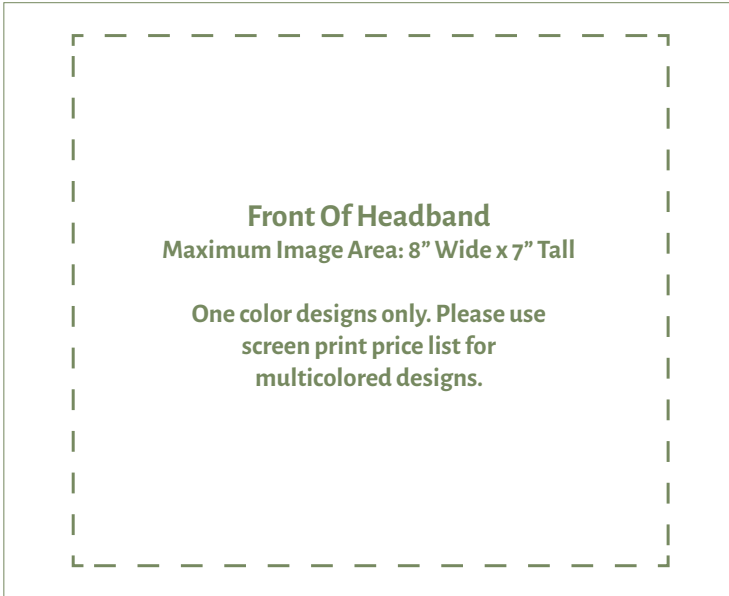 Front Of Headband
Maximum Image Area: 8” Wide x 7” Tall
One color designs only. Please use
screen print price list for
multicolored designs.